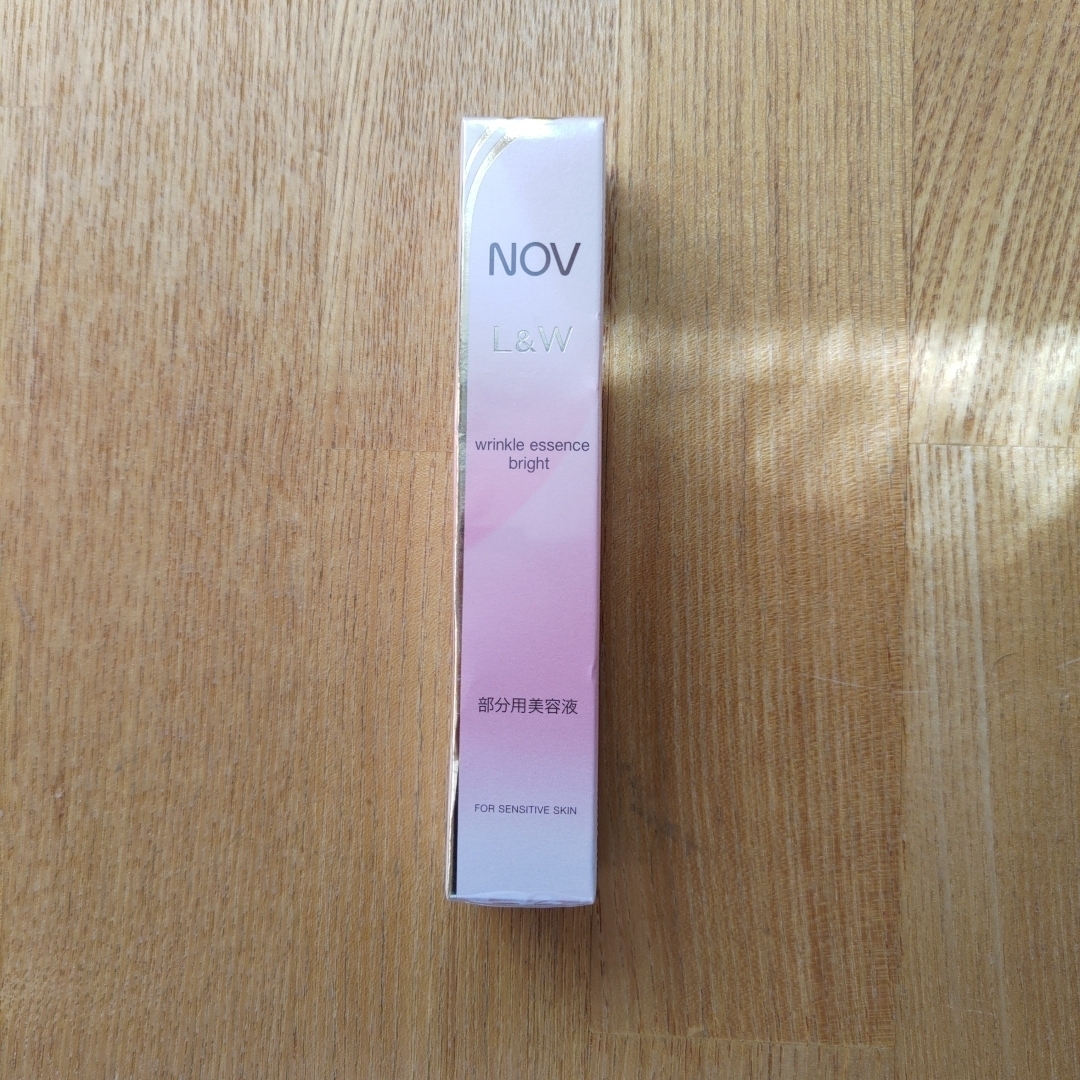 NOV
L&W
wrinkle essence
bright
部分用美容液
FOR SENSITIVE SKIN